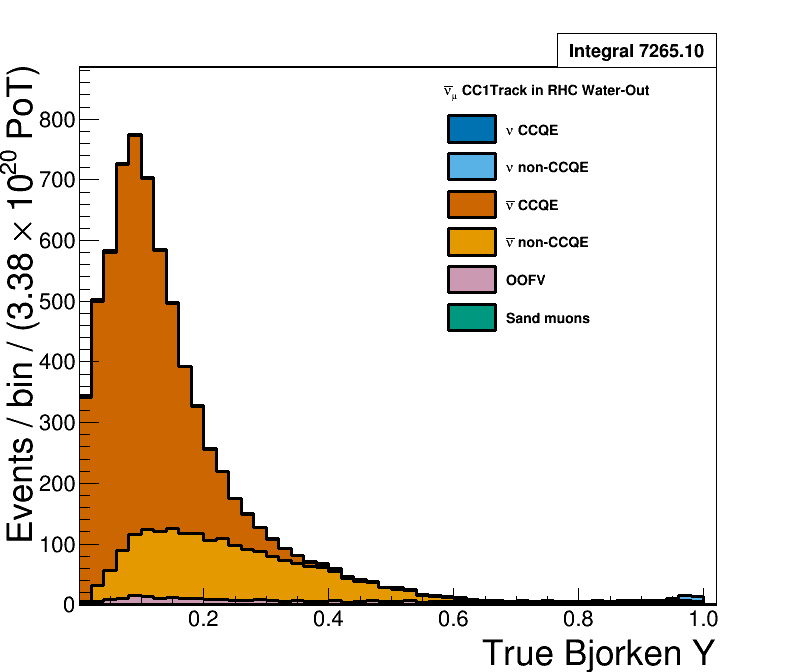 Integral 7265.10
ν̅μ CC1Track in RHC Water-Out
ν CCQE
ν non-CCQE
ν̅ CCQE
ν̅ non-CCQE
OOFV
Sand muons
Events / bin / (3.38 × 10²⁰ PoT)
800
700
600
500
400
300
200
100
0
0.2 0.4 0.6 0.8 1.0
True Bjorken Y